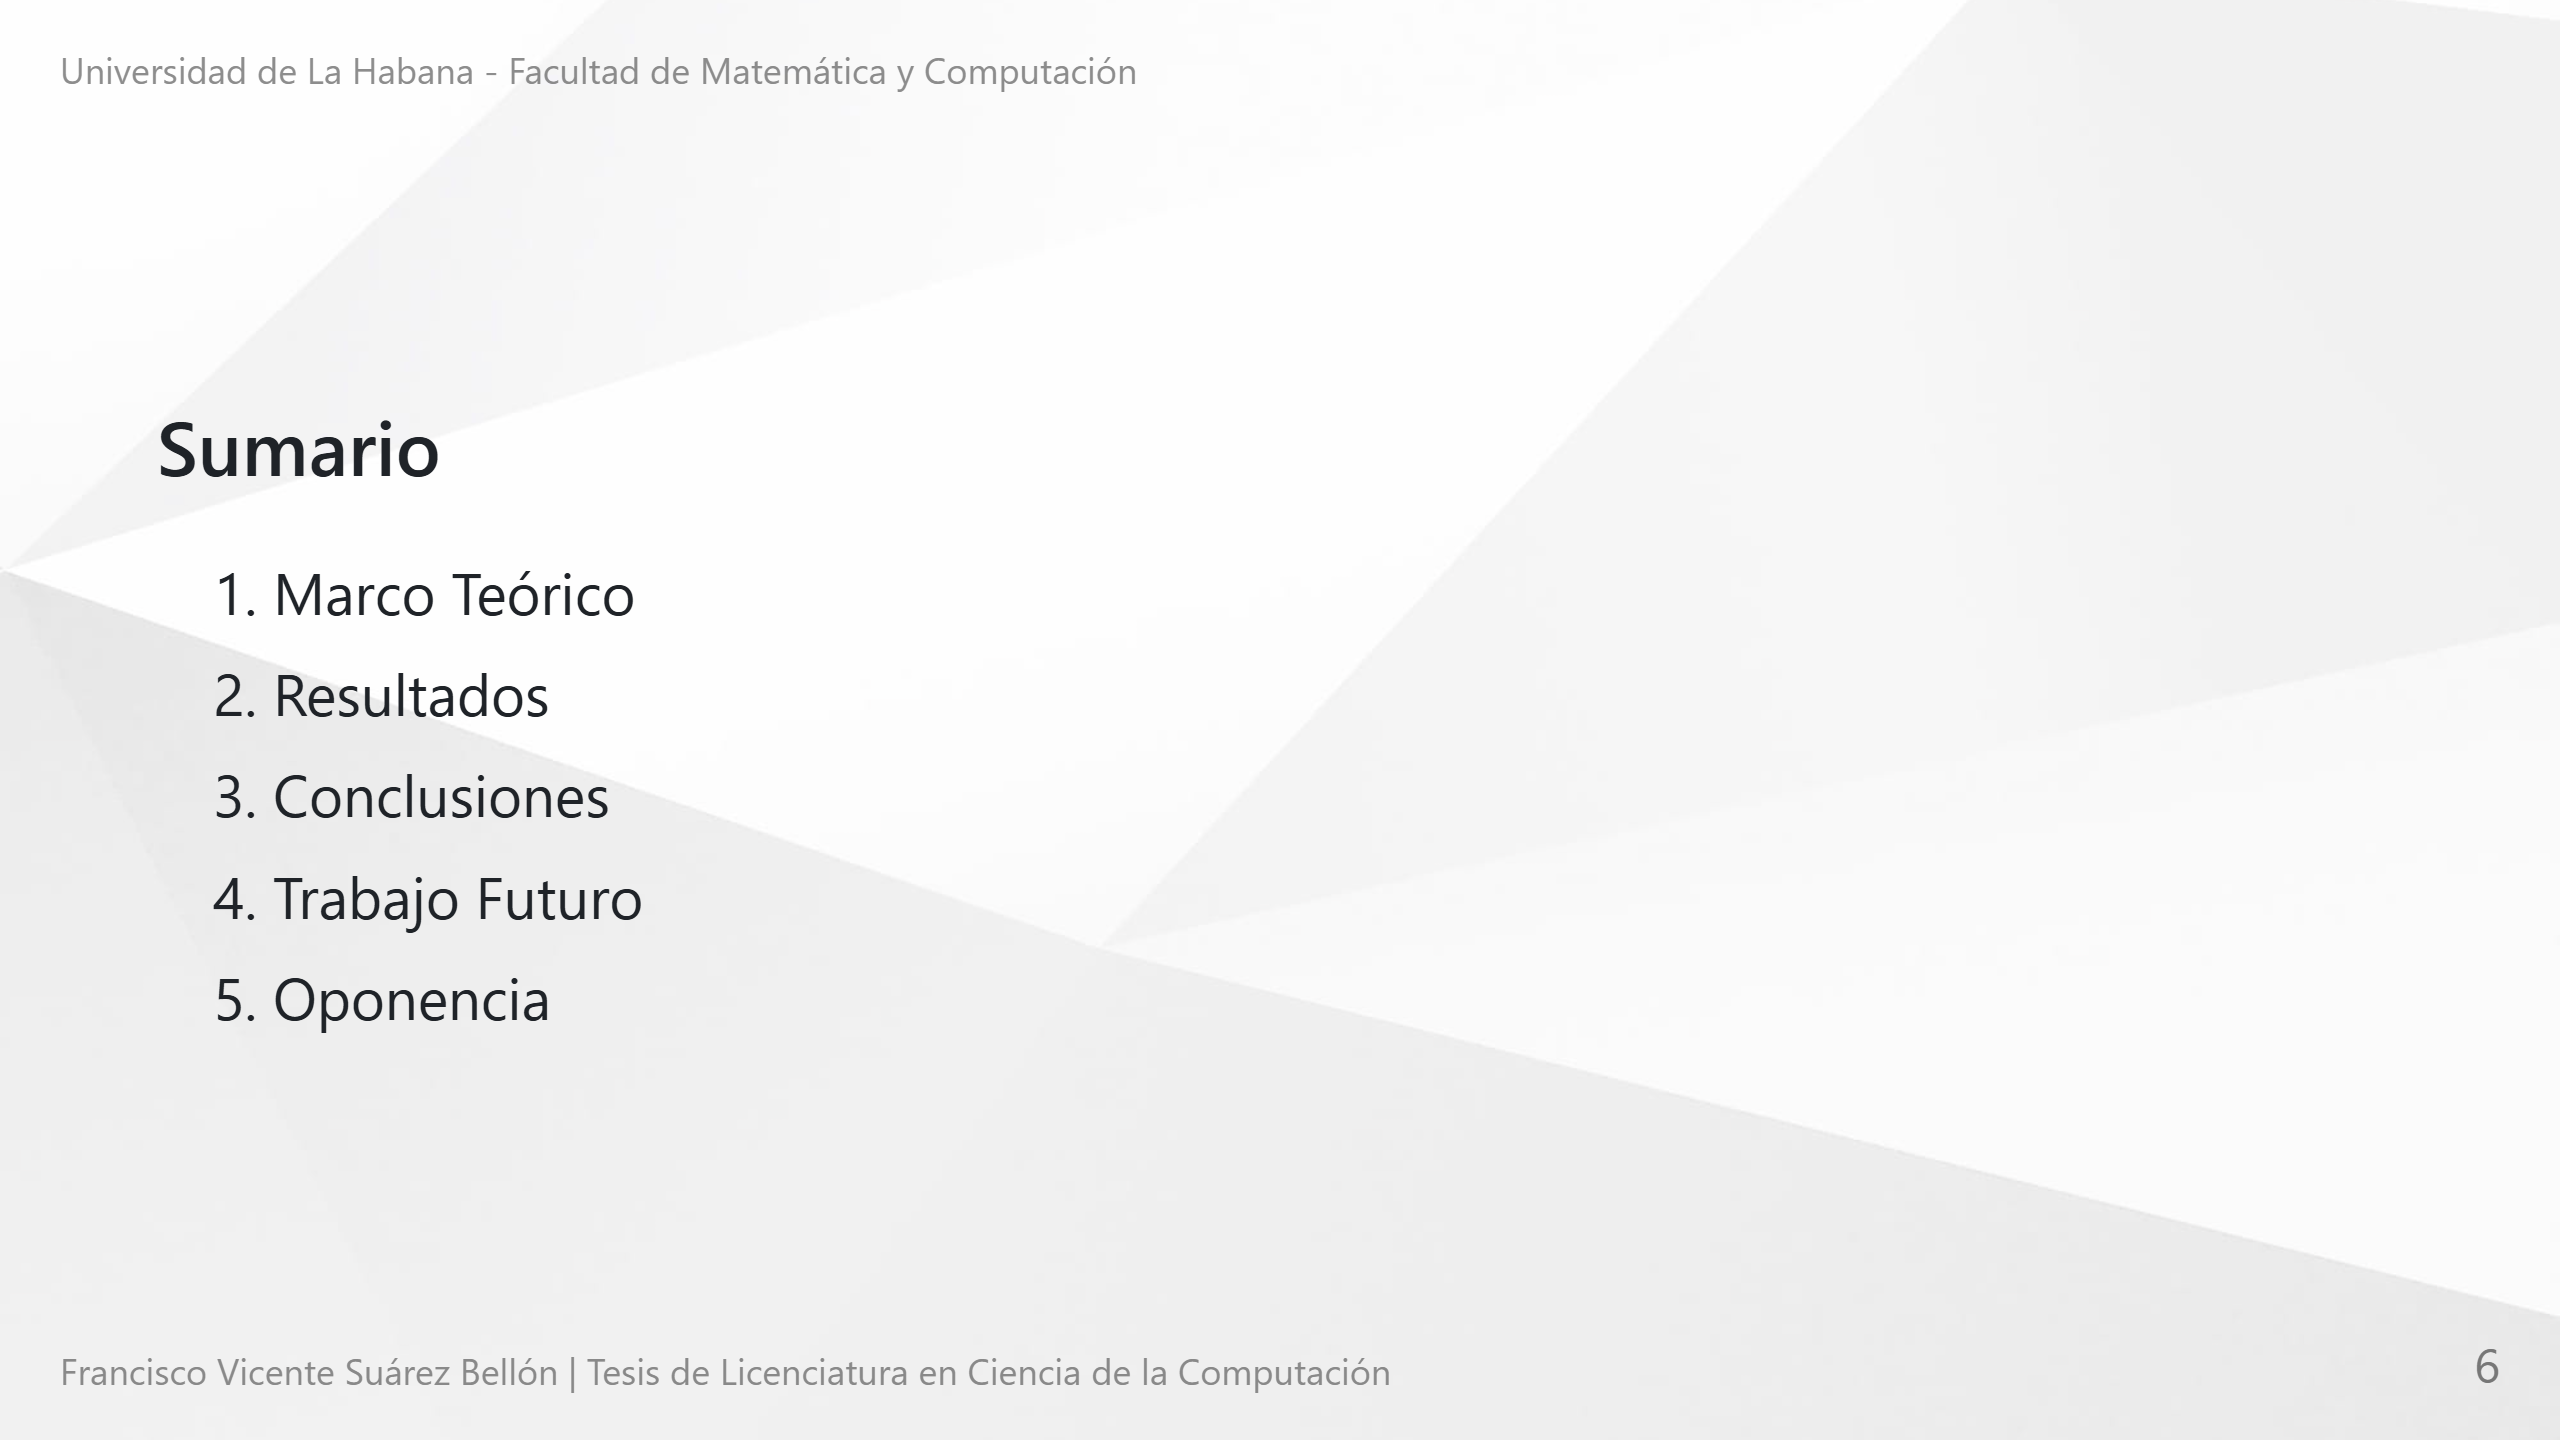 Universidad de La Habana - Facultad de Matemática y Computación
Sumario
1. Marco Teórico
2. Resultados
3. Conclusiones
4. Trabajo Futuro
5. Oponencia
Francisco Vicente Suárez Bellón | Tesis de Licenciatura en Ciencia de la Computación
6